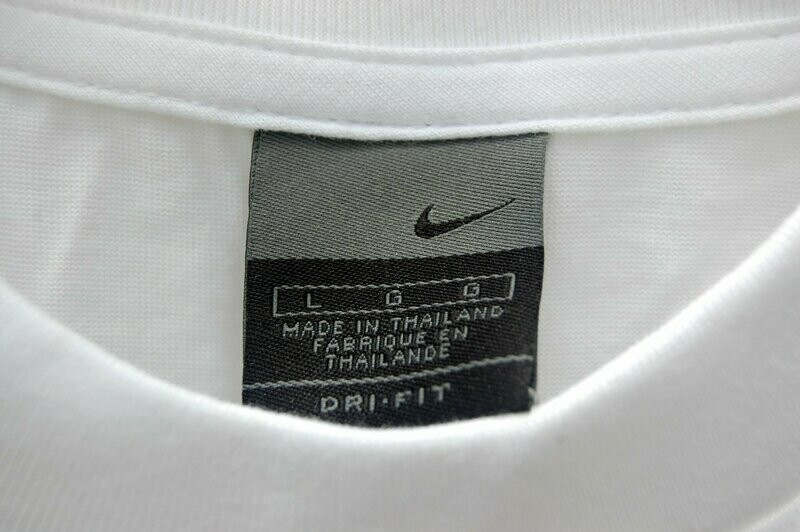 L G G
MADE IN THAILAND
FABRIQUE EN
THAILANDE
DRI·FIT